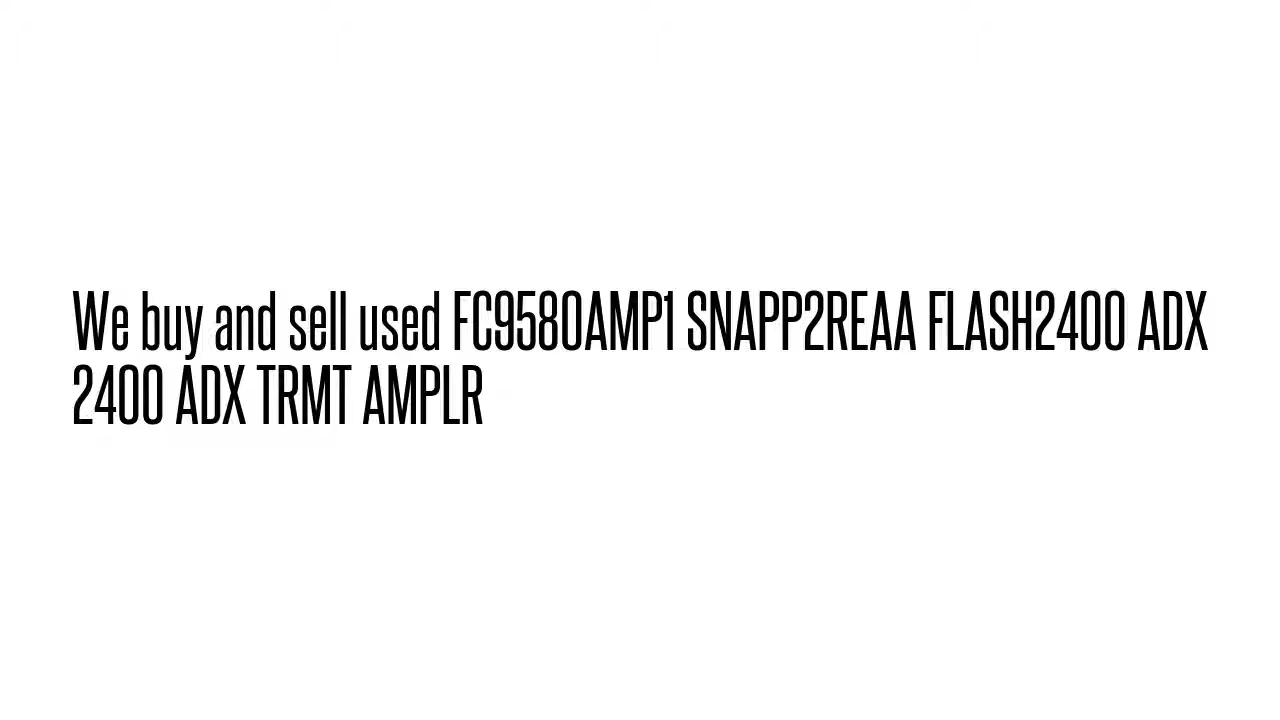 We buy and sell used FC9580AMP1 SNAPP2REAA FLASH2400 ADX
2400 ADX TRMT AMPLR